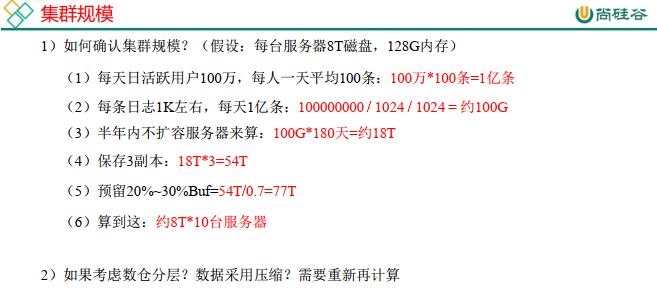 集群规模
尚硅谷
1）如何确认集群规模？（假设：每台服务器8T磁盘，128G内存）
（1）每天日活跃用户100万，每人一天平均100条：100万*100条=1亿条
（2）每条日志1K左右，每天1亿条：100000000 / 1024 / 1024 = 约100G
（3）半年内不扩容服务器来算：100G*180天=约18T
（4）保存3副本：18T*3=54T
（5）预留20%~30%Buf=54T/0.7=77T
（6）算到这：约8T*10台服务器
2）如果考虑数仓分层？数据采用压缩？需要重新再计算